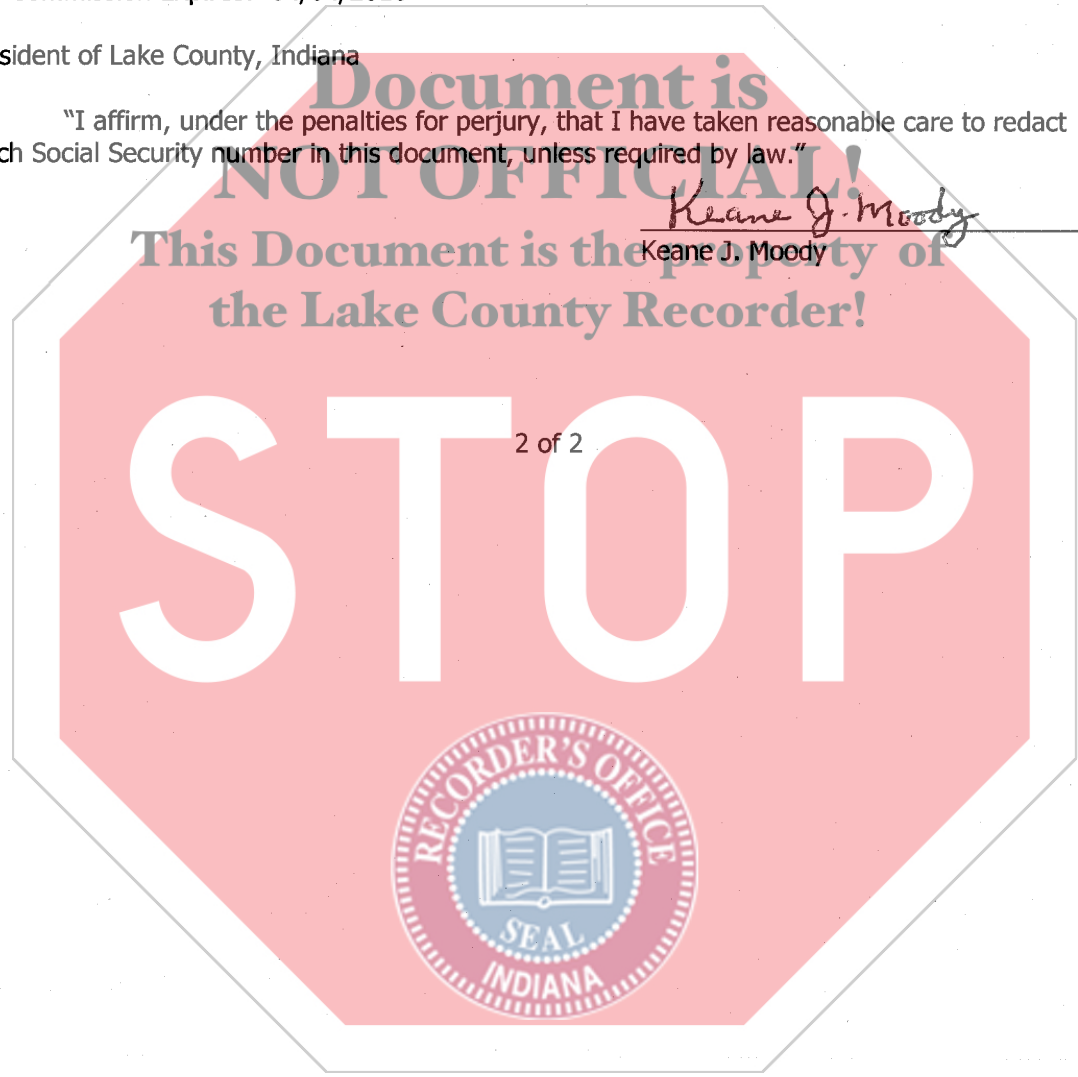 sident of Lake County, Indiana
Document is
"I affirm, under the penalties for perjury, that I have taken reasonable care to redact
ch Social Security number in this document, unless required by law."
NOT OFFICIAL!
Keane J. Moody
This Document is the property of
Keane J. Moody
the Lake County Recorder!
2 of 2
STOP
RECORDER'S OFFICE
SEAL
INDIANA